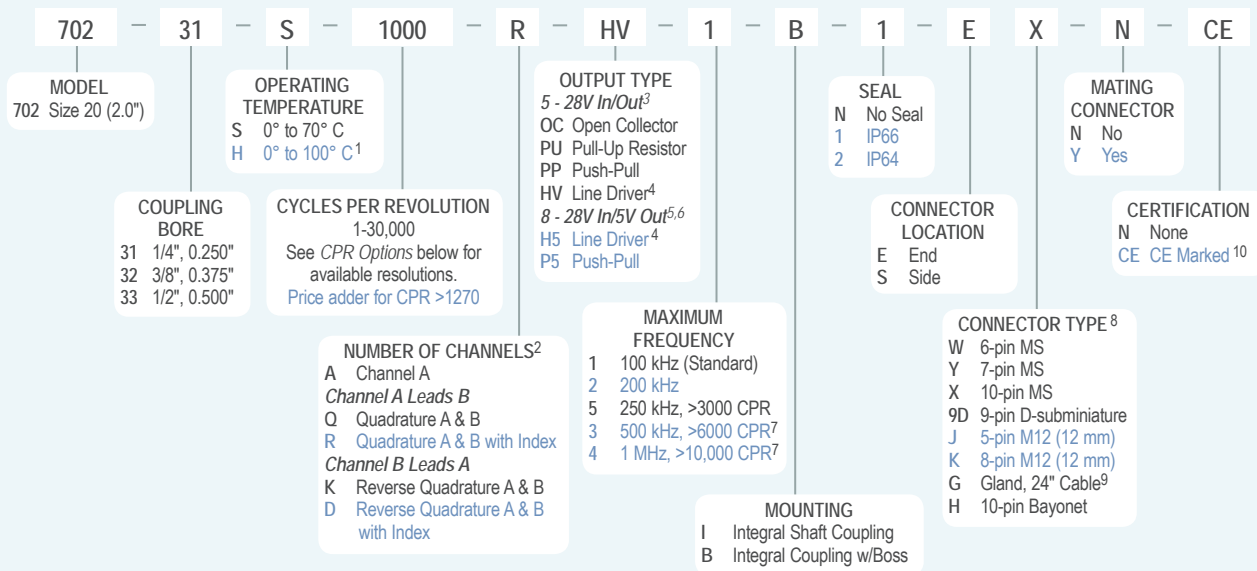 702 – 31 – S – 1000 – R – HV – 1 – B – 1 – E X – N – CE
MODEL
702 Size 20 (2.0")
COUPLING
BORE
31 1/4", 0.250"
32 3/8", 0.375"
33 1/2", 0.500"
OPERATING
TEMPERATURE
S 0° to 70° C
H 0° to 100° C1
CYCLES PER REVOLUTION
1-30,000
See CPR Options below for
available resolutions.
Price adder for CPR >1270
NUMBER OF CHANNELS2
A Channel A
Channel A Leads B
Q Quadrature A & B
R Quadrature A & B with Index
Channel B Leads A
K Reverse Quadrature A & B
D Reverse Quadrature A & B
with Index
OUTPUT TYPE
5 - 28V In/Out3
OC Open Collector
PU Pull-Up Resistor
PP Push-Pull
HV Line Driver4
8 - 28V In/5V Out5,6
H5 Line Driver4
P5 Push-Pull
MAXIMUM
FREQUENCY
1 100 kHz (Standard)
2 200 kHz
5 250 kHz, >3000 CPR
3 500 kHz, >6000 CPR7
4 1 MHz, >10,000 CPR7
MOUNTING
I Integral Shaft Coupling
B Integral Coupling w/Boss
SEAL
N No Seal
1 IP66
2 IP64
CONNECTOR
LOCATION
E End
S Side
CONNECTOR TYPE8
W 6-pin MS
Y 7-pin MS
X 10-pin MS
9D 9-pin D-subminiature
J 5-pin M12 (12 mm)
K 8-pin M12 (12 mm)
G Gland, 24" Cable9
H 10-pin Bayonet
MATING
CONNECTOR
N No
Y Yes
CERTIFICATION
N None
CE CE Marked10